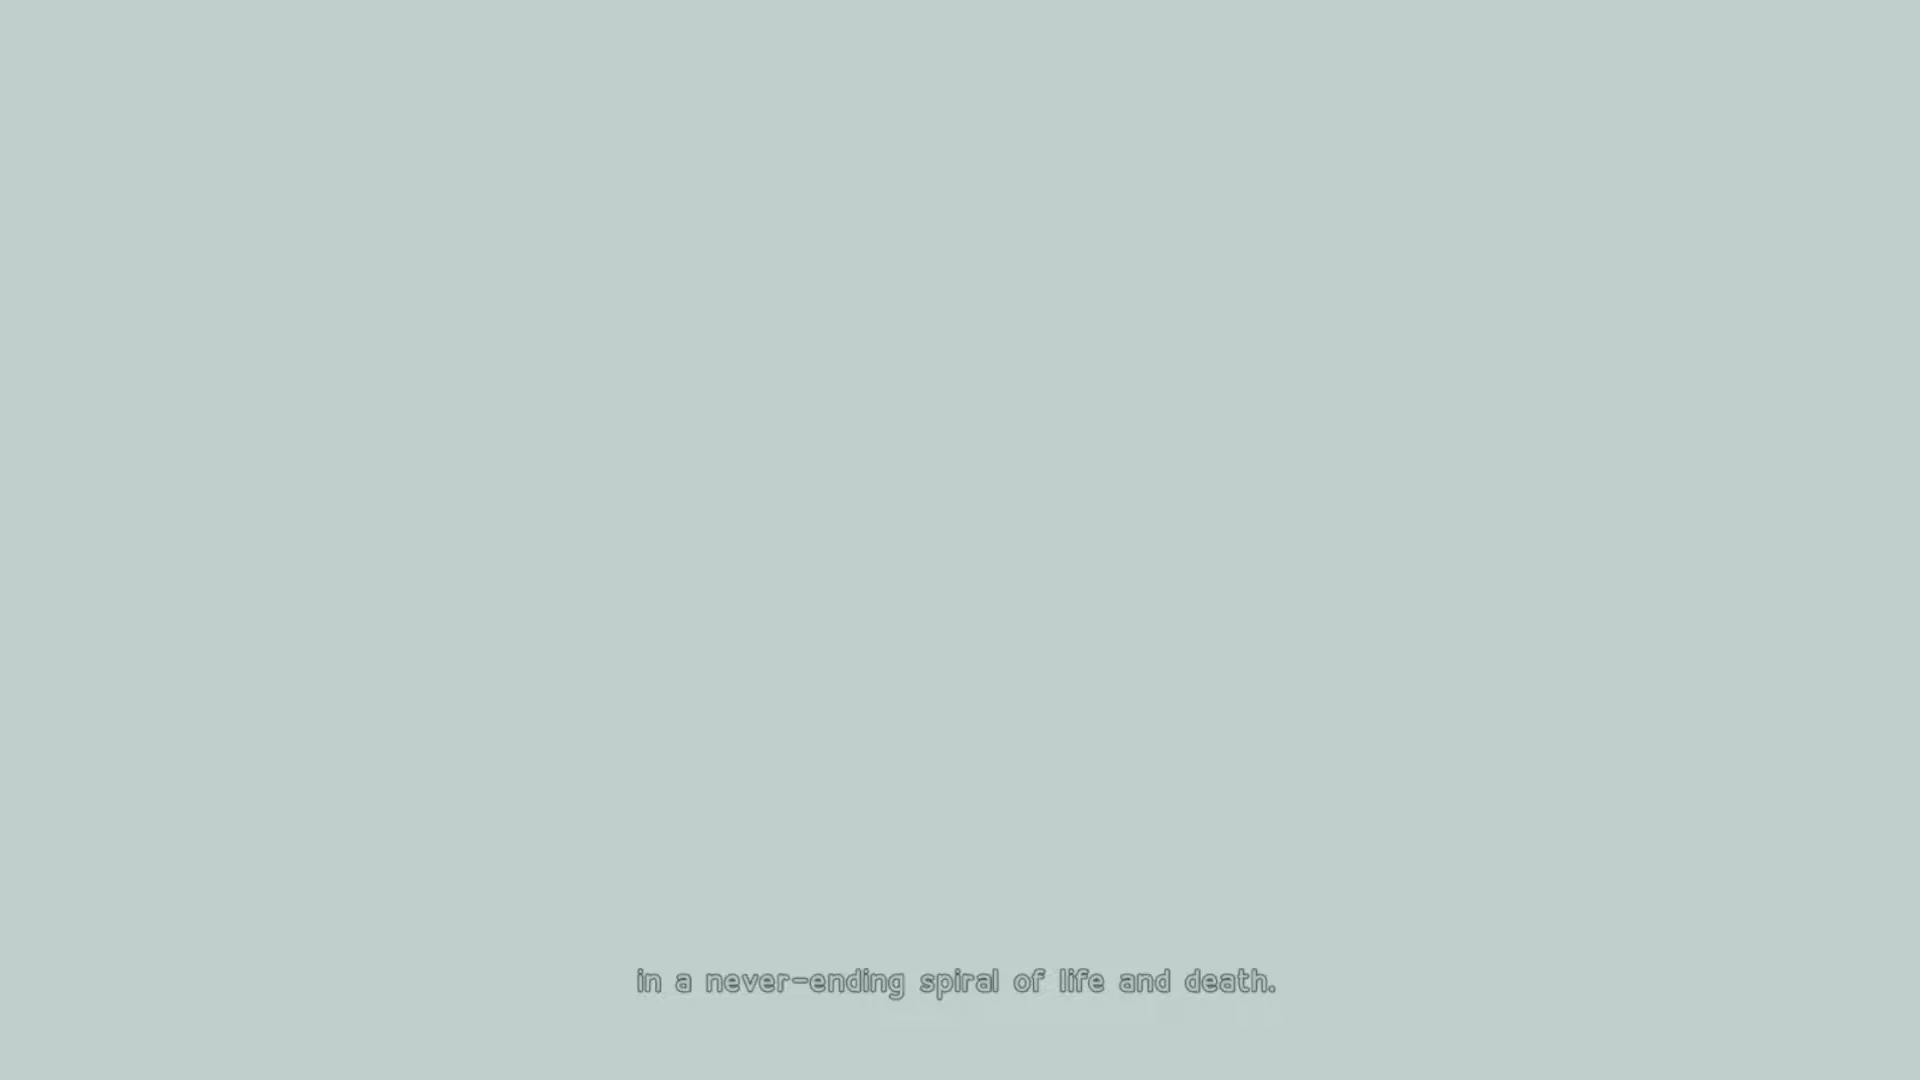 in a never-ending spiral of life and death.